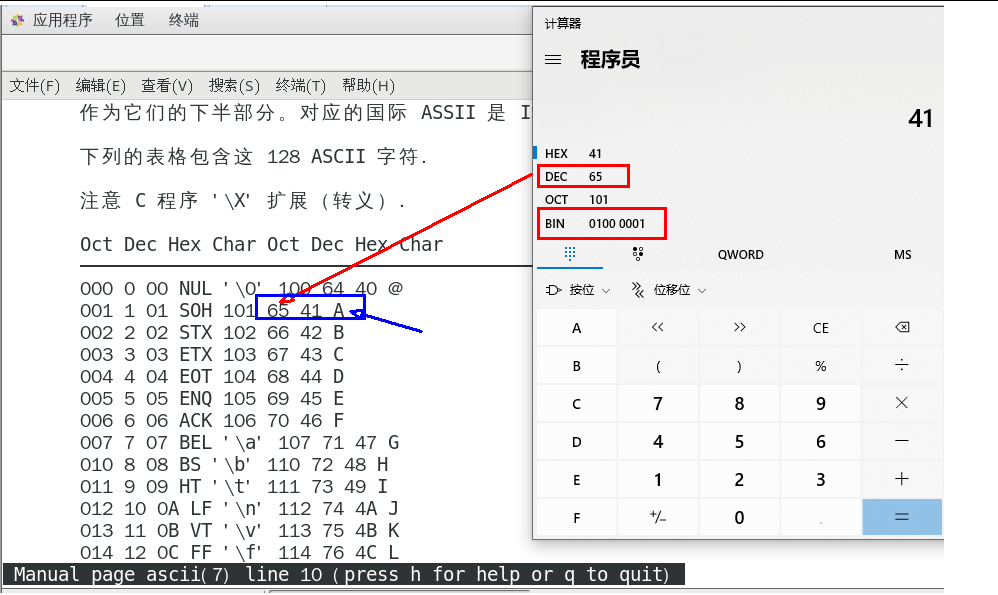 应用程序 位置 终端
文件(F) 编辑(E) 查看(V) 搜索(S) 终端(T) 帮助(H)
作为它们的下半部分。对应的国际 ASSII 是 I
下列的表格包含这 128 ASCII 字符.
注意 C 程序 '\X' 扩展（转义）.
Oct Dec Hex Char Oct Dec Hex Char
000 0 00 NUL '\0' 100 64 40 @
001 1 01 SOH 101 65 41 A
002 2 02 STX 102 66 42 B
003 3 03 ETX 103 67 43 C
004 4 04 EOT 104 68 44 D
005 5 05 ENQ 105 69 45 E
006 6 06 ACK 106 70 46 F
007 7 07 BEL '\a' 107 71 47 G
010 8 08 BS '\b' 110 72 48 H
011 9 09 HT '\t' 111 73 49 I
012 10 0A LF '\n' 112 74 4A J
013 11 0B VT '\v' 113 75 4B K
014 12 0C FF '\f' 114 76 4C L
Manual page ascii(7) line 10 (press h for help or q to quit)
计算器
程序员
41
HEX 41
DEC 65
OCT 101
BIN 0100 0001
QWORD MS
按位 位移位
A << >> CE
B ( ) % ÷
C 7 8 9 ×
D 4 5 6 −
E 1 2 3 +
F +/− 0 . =